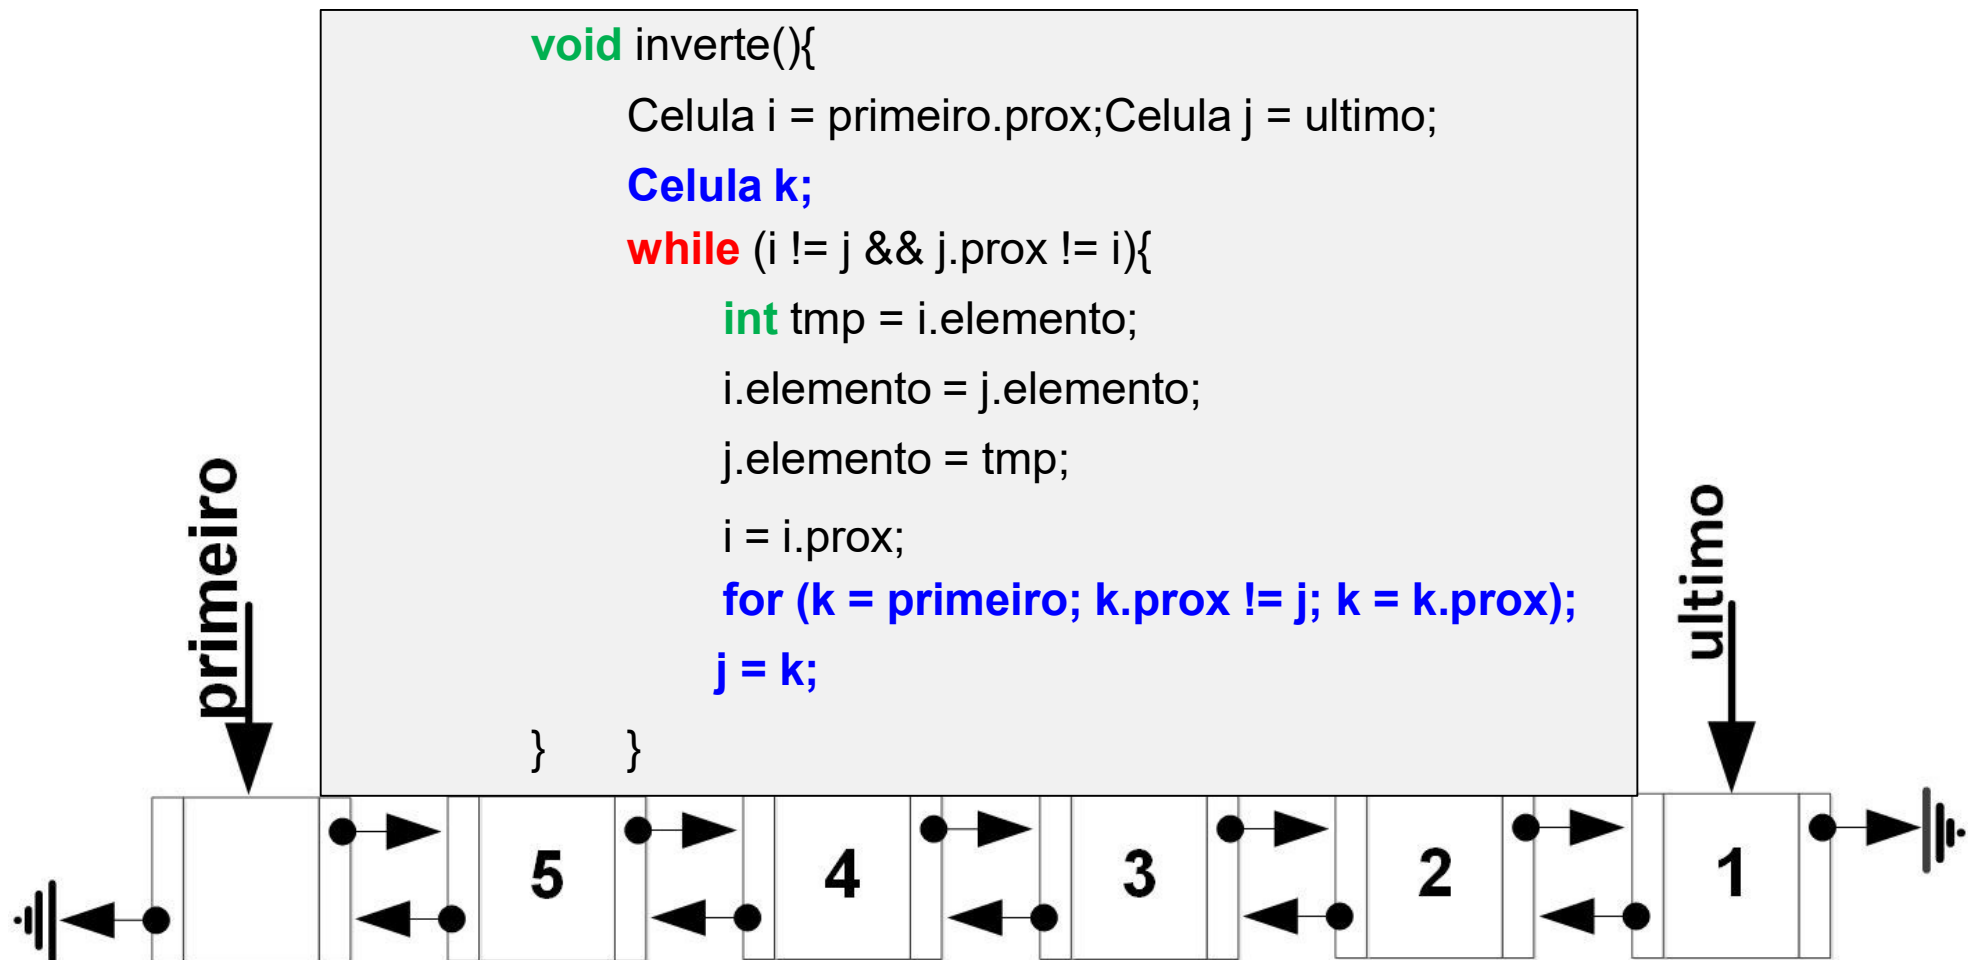 void inverte(){
Celula i = primeiro.prox;Celula j = ultimo;
Celula k;
while (i != j && j.prox != i){
int tmp = i.elemento;
i.elemento = j.elemento;
j.elemento = tmp;
i = i.prox;
for (k = primeiro; k.prox != j; k = k.prox);
j = k;
} }
primeiro
ultimo
5 4 3 2 1